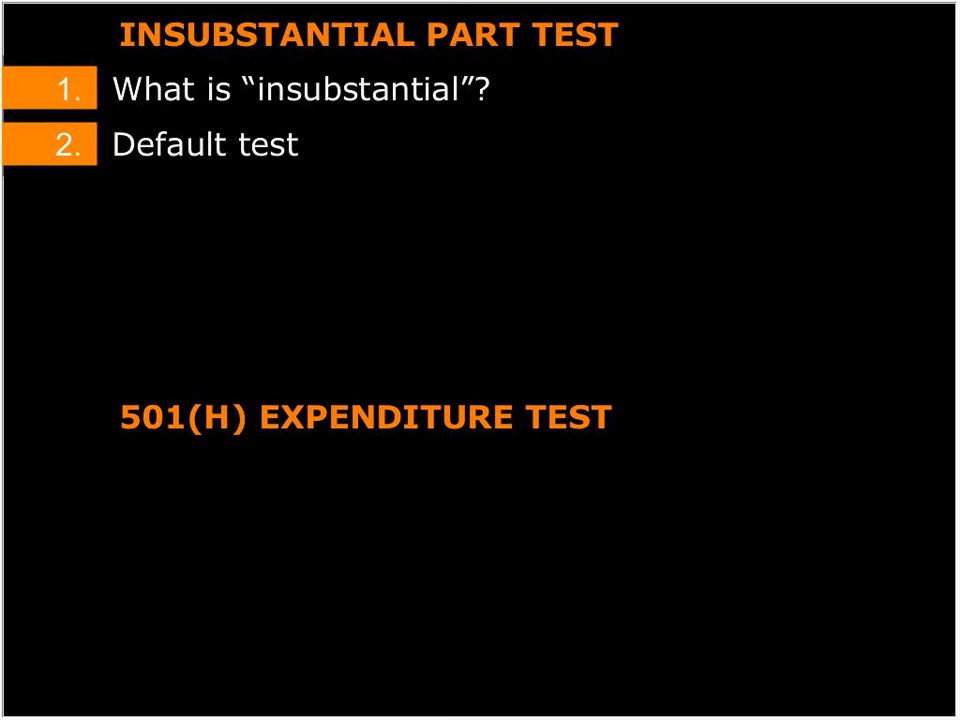 INSUBSTANTIAL PART TEST
1. What is “insubstantial”?
2. Default test
501(H) EXPENDITURE TEST